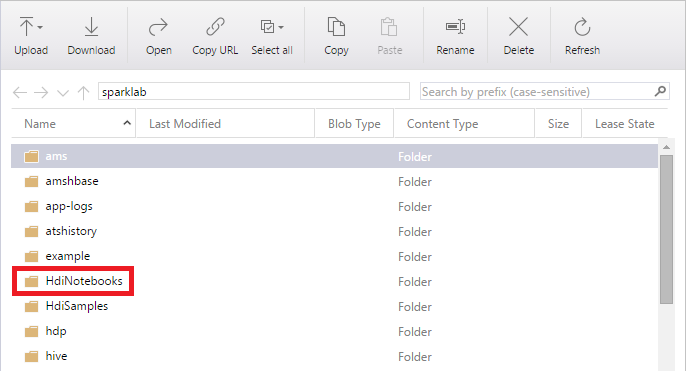 Upload Download Open Copy URL Select all Copy Paste Rename Delete Refresh
sparklab Search by prefix (case-sensitive)
Name Last Modified Blob Type Content Type Size Lease State
ams Folder
amshbase Folder
app-logs Folder
atshistory Folder
example Folder
HdiNotebooks Folder
HdiSamples Folder
hdp Folder
hive Folder